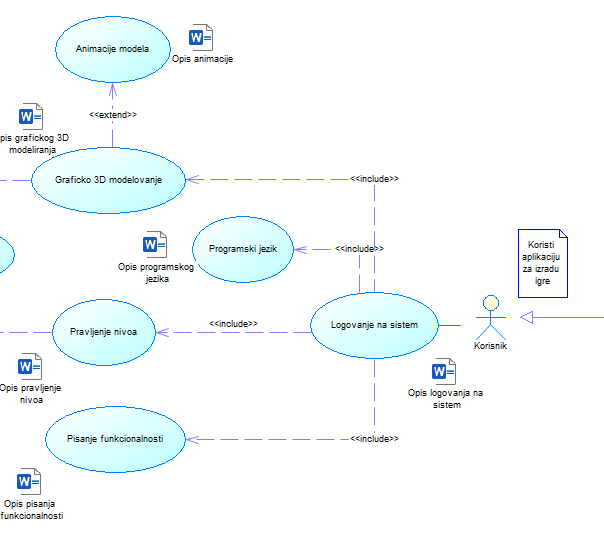 Animacije modela
Opis animacije
<<extend>>
pis grafickog 3D
modeliranja
Graficko 3D modelovanje
<<include>>
Koristi
aplikaciju
za izradu
igre
Programski jezik
<<include>>
Opis programskog
jezika
Pravljenje nivoa
<<include>>
Logovanje na sistem
Korisnik
Opis pravljenje
nivoa
Opis logovanja na
sistem
Pisanje funkcionalnosti
<<include>>
Opis pisanja
funkcionalnosti